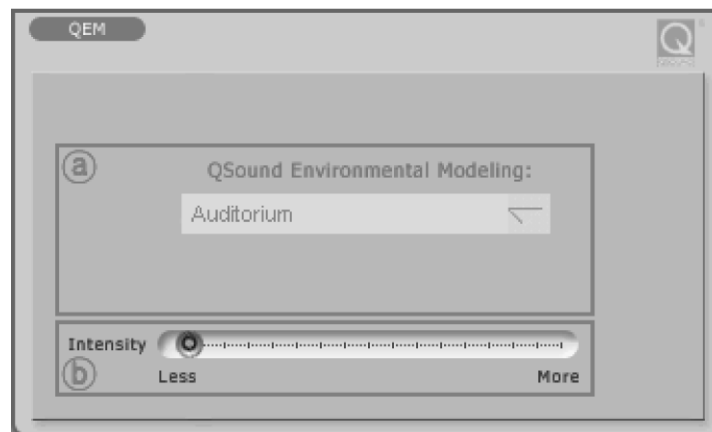 QEM
Q
ⓐ
QSound Environmental Modeling:
Auditorium
Intensity
ⓑ
Less More